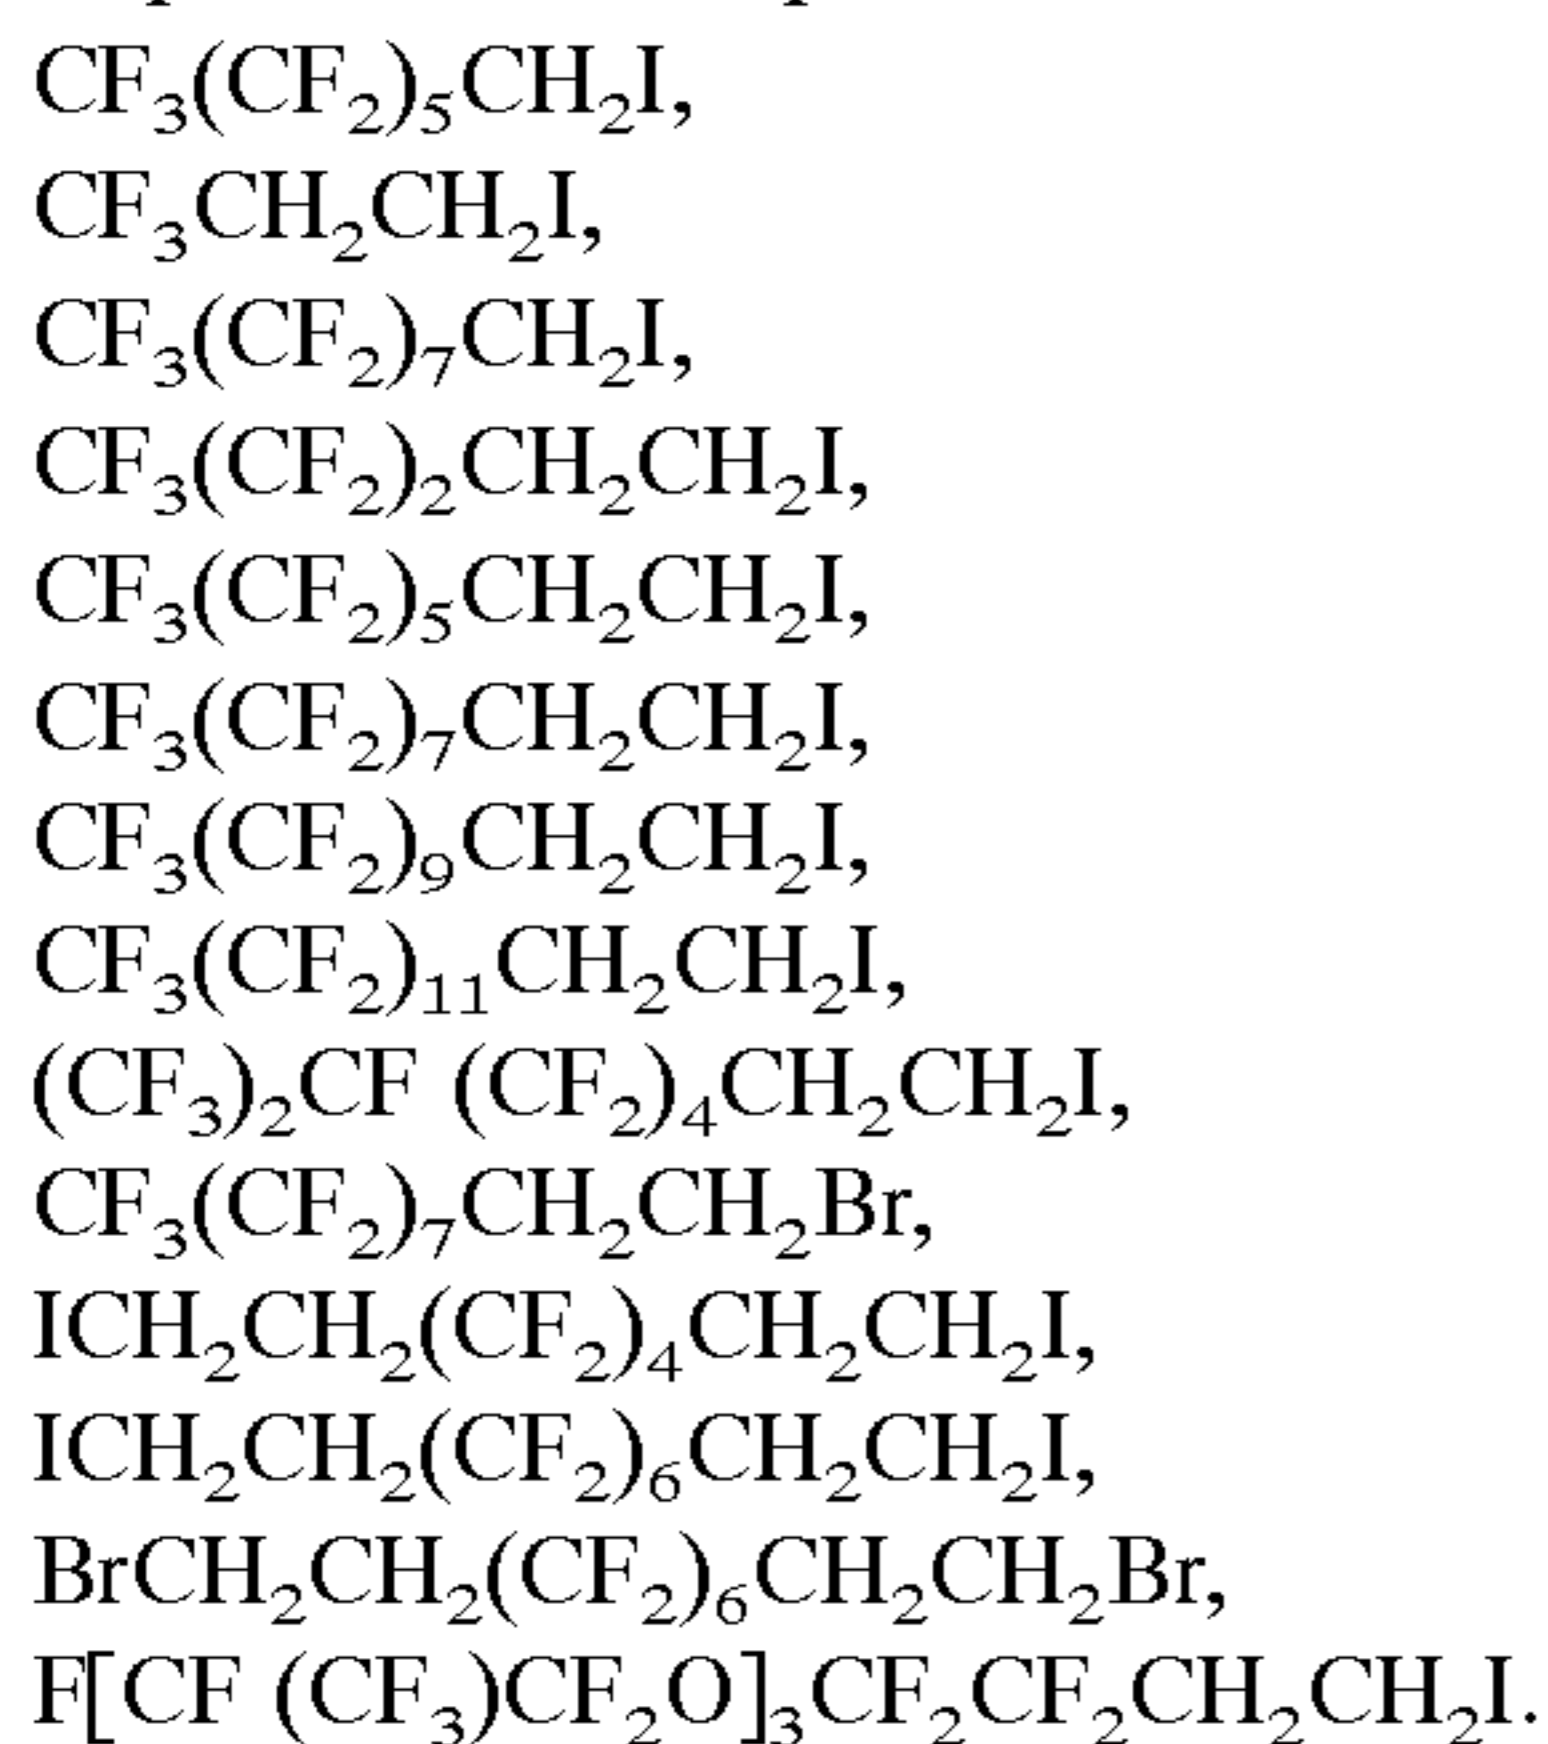 CF₃(CF₂)₅CH₂I,
CF₃CH₂CH₂I,
CF₃(CF₂)₇CH₂I,
CF₃(CF₂)₂CH₂CH₂I,
CF₃(CF₂)₅CH₂CH₂I,
CF₃(CF₂)₇CH₂CH₂I,
CF₃(CF₂)₉CH₂CH₂I,
CF₃(CF₂)₁₁CH₂CH₂I,
(CF₃)₂CF (CF₂)₄CH₂CH₂I,
CF₃(CF₂)₇CH₂CH₂Br,
ICH₂CH₂(CF₂)₄CH₂CH₂I,
ICH₂CH₂(CF₂)₆CH₂CH₂I,
BrCH₂CH₂(CF₂)₆CH₂CH₂Br,
F[CF (CF₃)CF₂O]₃CF₂CF₂CH₂CH₂I.